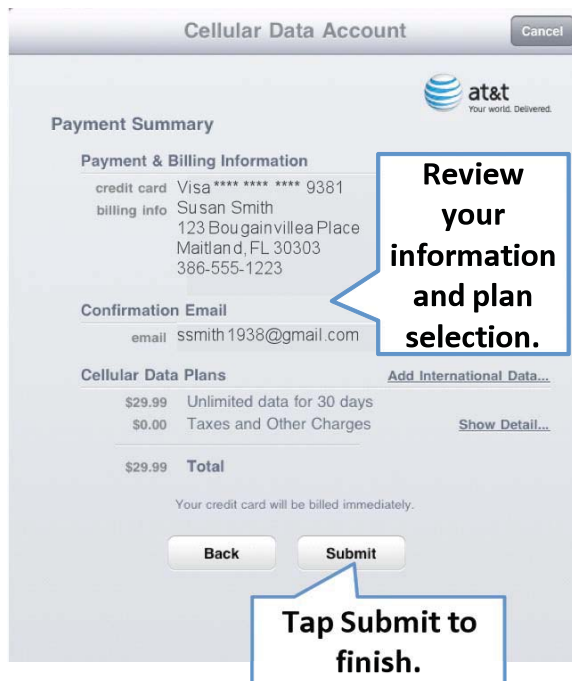 Cellular Data Account
Cancel
at&t
Your world. Delivered.
Payment Summary
Payment & Billing Information
credit card Visa **** **** **** 9381
billing info Susan Smith
123 Bougainvillea Place
Maitland, FL 30303
386-555-1223
Review
your
information
and plan
selection.
Confirmation Email
email ssmith1938@gmail.com
Cellular Data Plans Add International Data...
$29.99 Unlimited data for 30 days
$0.00 Taxes and Other Charges Show Detail...
$29.99 Total
Your credit card will be billed immediately.
Back Submit
Tap Submit to
finish.